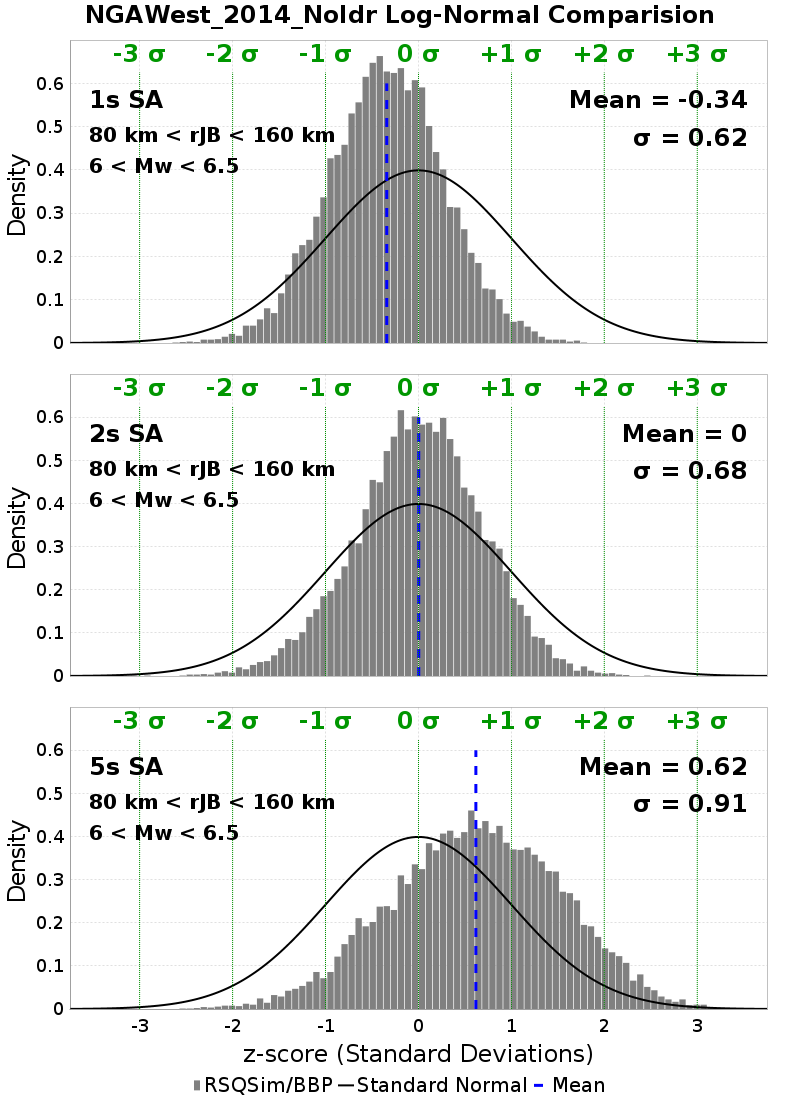 NGAWest_2014_NoIdr Log-Normal Comparision
-3 σ -2 σ -1 σ 0 σ +1 σ +2 σ +3 σ
1s SA
Mean = -0.34
80 km < rJB < 160 km
σ = 0.62
6 < Mw < 6.5
Density
0.6
0.5
0.4
0.3
0.2
0.1
0
-3 σ -2 σ -1 σ 0 σ +1 σ +2 σ +3 σ
2s SA
Mean = 0
80 km < rJB < 160 km
σ = 0.68
6 < Mw < 6.5
Density
0.6
0.5
0.4
0.3
0.2
0.1
0
-3 σ -2 σ -1 σ 0 σ +1 σ +2 σ +3 σ
5s SA
Mean = 0.62
80 km < rJB < 160 km
σ = 0.91
6 < Mw < 6.5
Density
0.6
0.5
0.4
0.3
0.2
0.1
0
-3 -2 -1 0 1 2 3
z-score (Standard Deviations)
RSQSim/BBP Standard Normal Mean